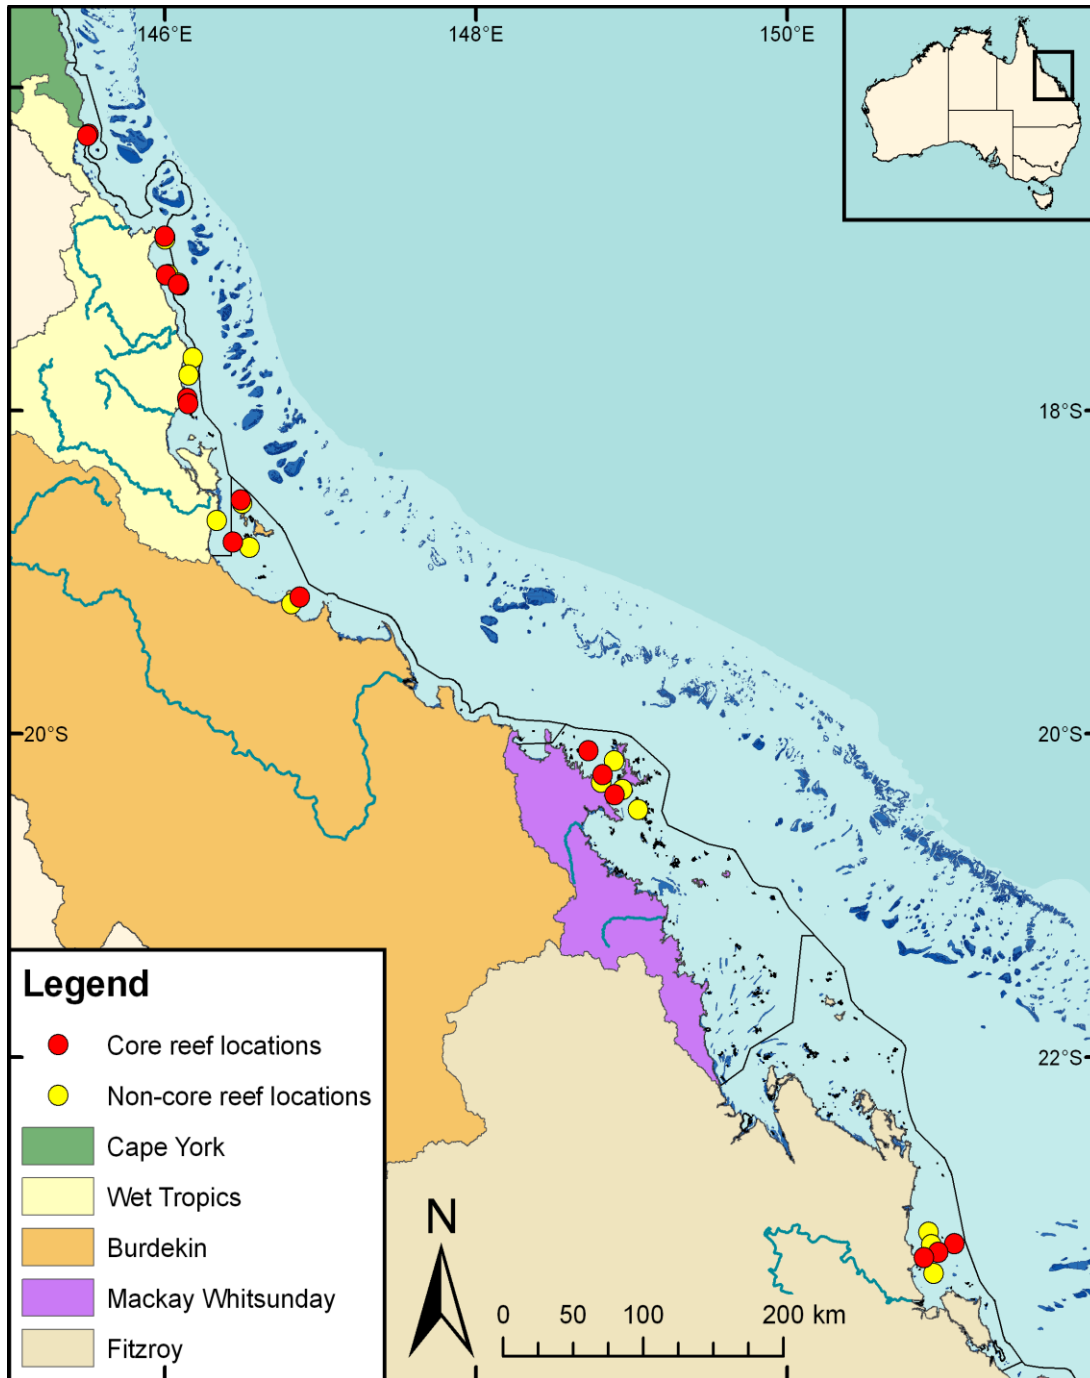 146°E 148°E 150°E
18°S
20°S 20°S
22°S
Legend
Core reef locations
Non-core reef locations
Cape York
Wet Tropics
Burdekin
Mackay Whitsunday
Fitzroy
N
0 50 100 200 km